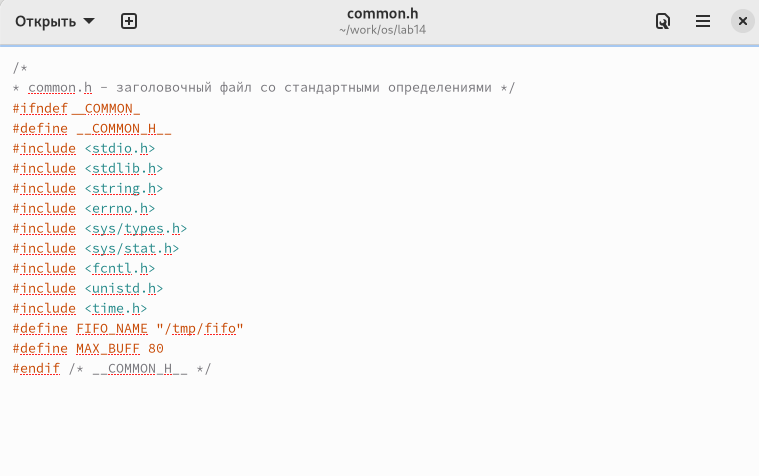 Открыть
common.h
~/work/os/lab14
/*
* common.h - заголовочный файл со стандартными определениями */
#ifndef __COMMON_
#define __COMMON_H__
#include <stdio.h>
#include <stdlib.h>
#include <string.h>
#include <errno.h>
#include <sys/types.h>
#include <sys/stat.h>
#include <fcntl.h>
#include <unistd.h>
#include <time.h>
#define FIFO_NAME "/tmp/fifo"
#define MAX_BUFF 80
#endif /* __COMMON_H__ */